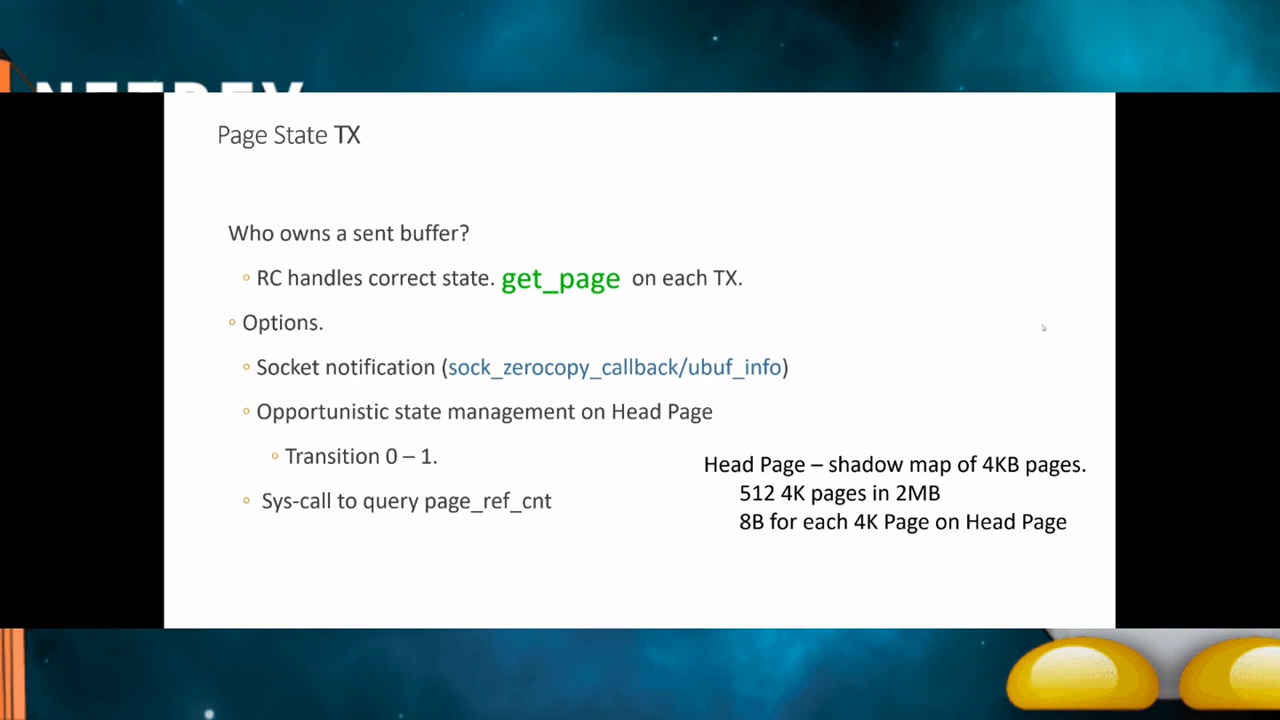 Page State TX
Who owns a sent buffer?
RC handles correct state. get_page on each TX.
Options.
Socket notification (sock_zerocopy_callback/ubuf_info)
Opportunistic state management on Head Page
Transition 0 – 1.
Sys-call to query page_ref_cnt
Head Page – shadow map of 4KB pages.
512 4K pages in 2MB
8B for each 4K Page on Head Page